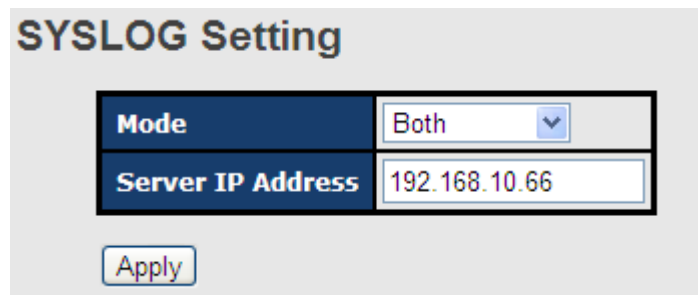 SYSLOG Setting
Mode Both
Server IP Address 192.168.10.66
Apply